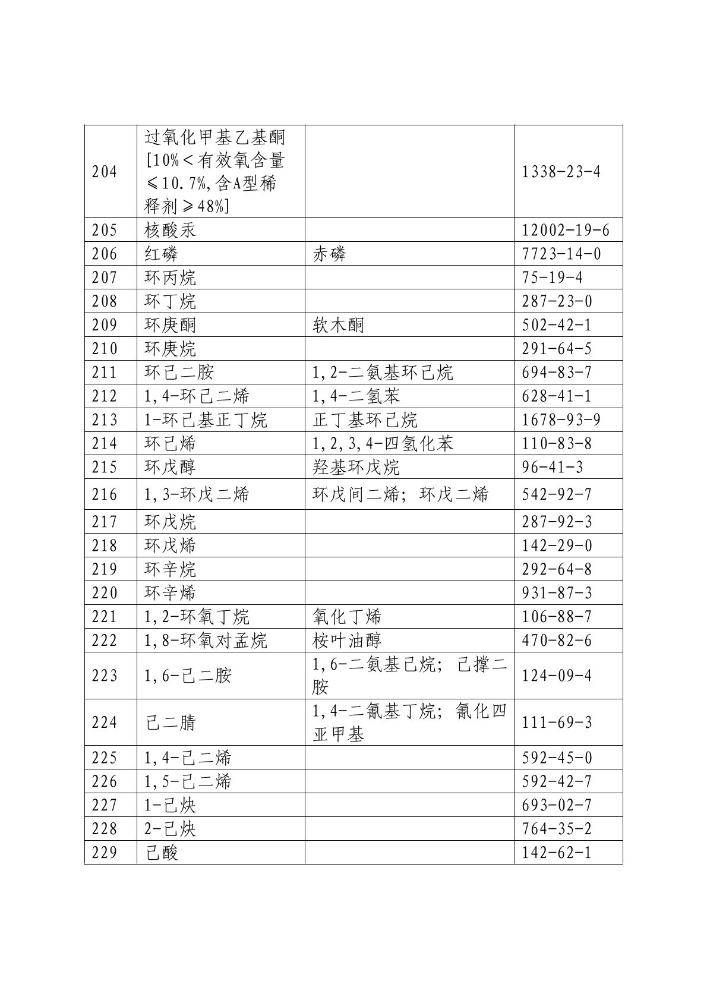 204 过氧化甲基乙基酮 1338-23-4
[10%＜有效氧含量
≤10.7%,含A型稀
释剂≥48%]
205 核酸汞 12002-19-6
206 红磷 赤磷 7723-14-0
207 环丙烷 75-19-4
208 环丁烷 287-23-0
209 环庚酮 软木酮 502-42-1
210 环庚烷 291-64-5
211 环己二胺 1,2-二氨基环己烷 694-83-7
212 1,4-环己二烯 1,4-二氢苯 628-41-1
213 1-环己基正丁烷 正丁基环己烷 1678-93-9
214 环己烯 1,2,3,4-四氢化苯 110-83-8
215 环戊醇 羟基环戊烷 96-41-3
216 1,3-环戊二烯 环戊间二烯；环戊二烯 542-92-7
217 环戊烷 287-92-3
218 环戊烯 142-29-0
219 环辛烷 292-64-8
220 环辛烯 931-87-3
221 1,2-环氧丁烷 氧化丁烯 106-88-7
222 1,8-环氧对孟烷 桉叶油醇 470-82-6
223 1,6-己二胺 1,6-二氨基己烷；己撑二 124-09-4
胺
224 己二腈 1,4-二氰基丁烷；氰化四 111-69-3
亚甲基
225 1,4-己二烯 592-45-0
226 1,5-己二烯 592-42-7
227 1-己炔 693-02-7
228 2-己炔 764-35-2
229 己酸 142-62-1